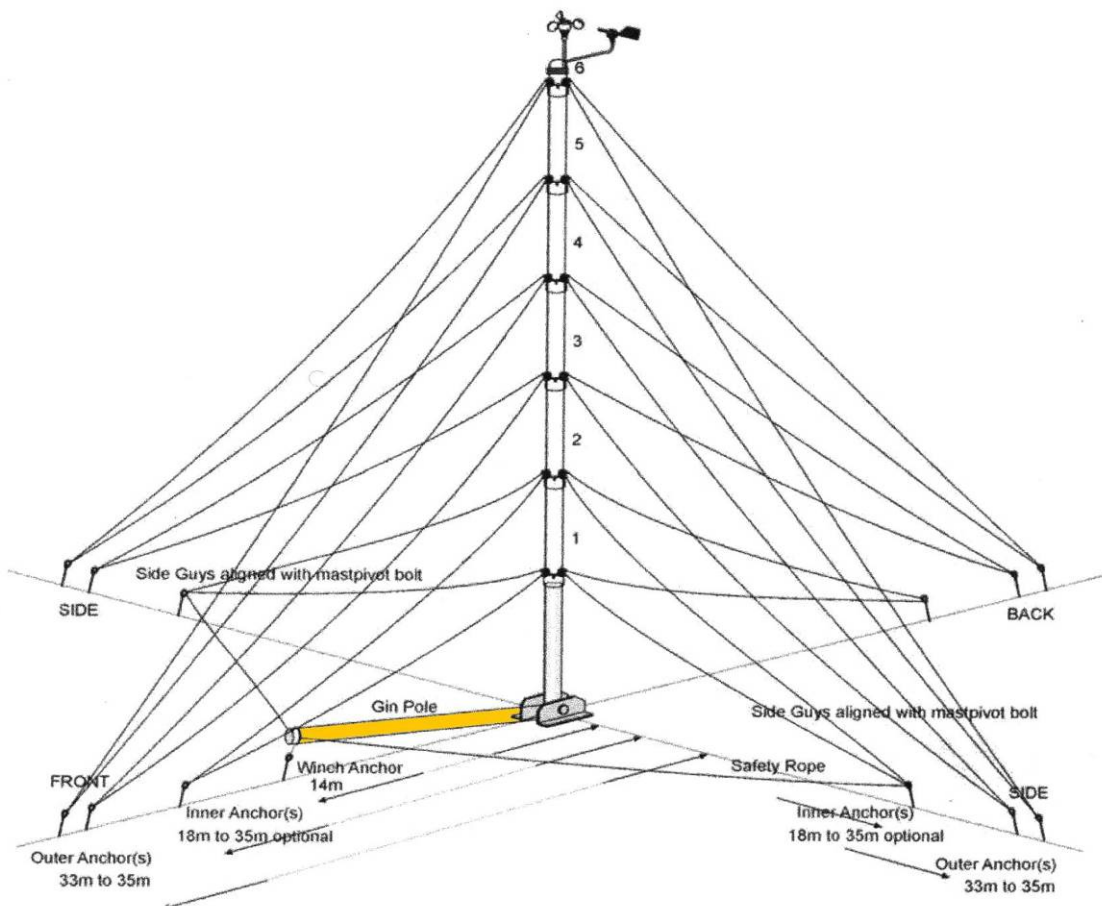 6
5
4
3
2
1
Side Guys aligned with mastpivot bolt
SIDE
BACK
Gin Pole
Side Guys aligned with mastpivot bolt
FRONT
Winch Anchor
14m
Safety Rope
SIDE
Inner Anchor(s)
18m to 35m optional
Inner Anchor(s)
18m to 35m optional
Outer Anchor(s)
33m to 35m
Outer Anchor(s)
33m to 35m